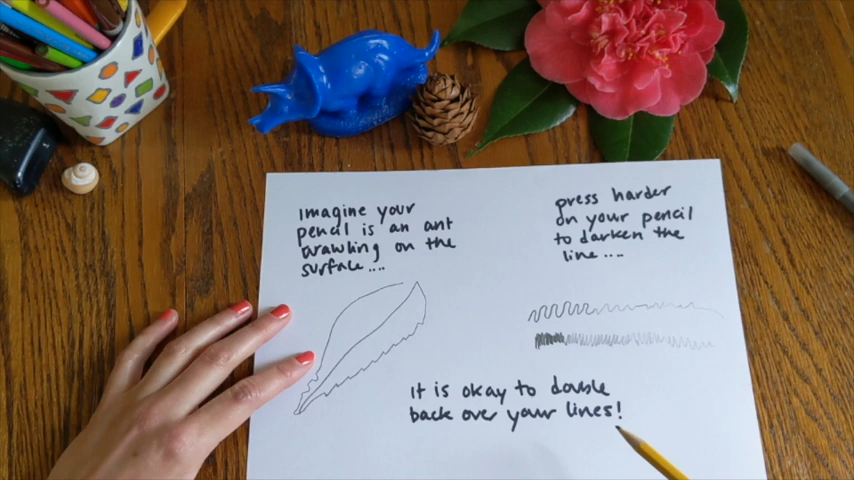 Imagine your
pencil is an ant
crawling on the
surface....
press harder
on your pencil
to darken the
line....
It is okay to double
back over your lines!